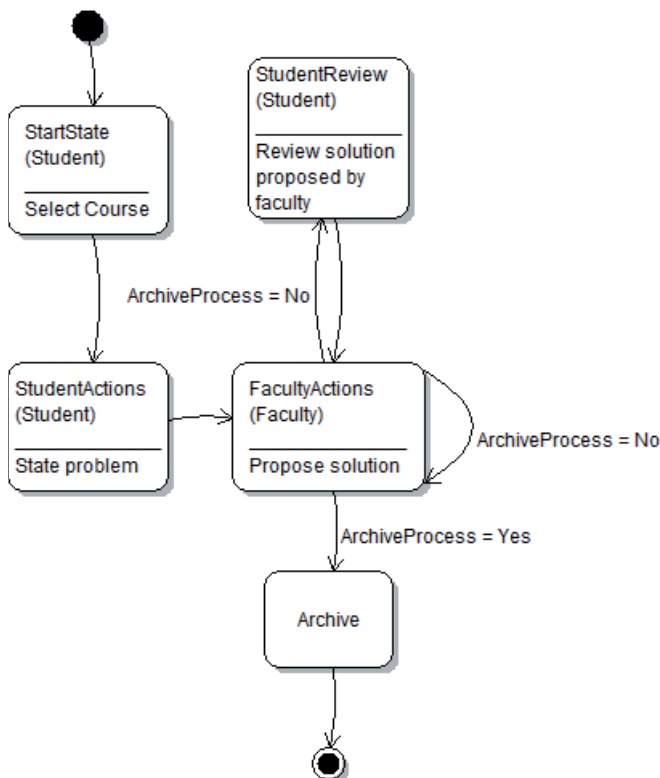 StartState
(Student)
Select Course
StudentReview
(Student)
Review solution
proposed by
faculty
ArchiveProcess = No
StudentActions
(Student)
State problem
FacultyActions
(Faculty)
Propose solution
ArchiveProcess = No
ArchiveProcess = Yes
Archive